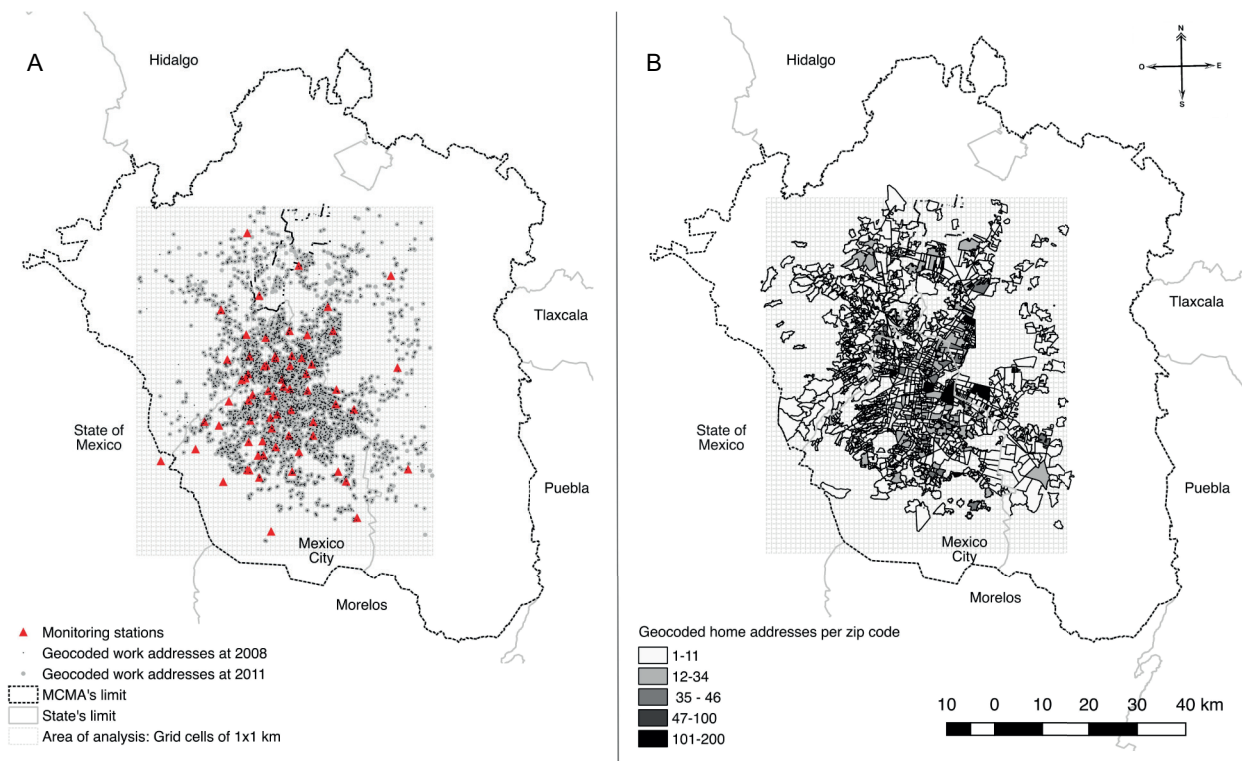 A
Hidalgo
Tlaxcala
State of
Mexico
Puebla
Mexico
City
Morelos
Monitoring stations
Geocoded work addresses at 2008
Geocoded work addresses at 2011
MCMA's limit
State's limit
Area of analysis: Grid cells of 1x1 km
B
Hidalgo
N
O
E
S
Tlaxcala
State of
Mexico
Puebla
Mexico
City
Morelos
Geocoded home addresses per zip code
1-11
12-34
35 - 46
47-100
101-200
10 0 10 20 30 40 km